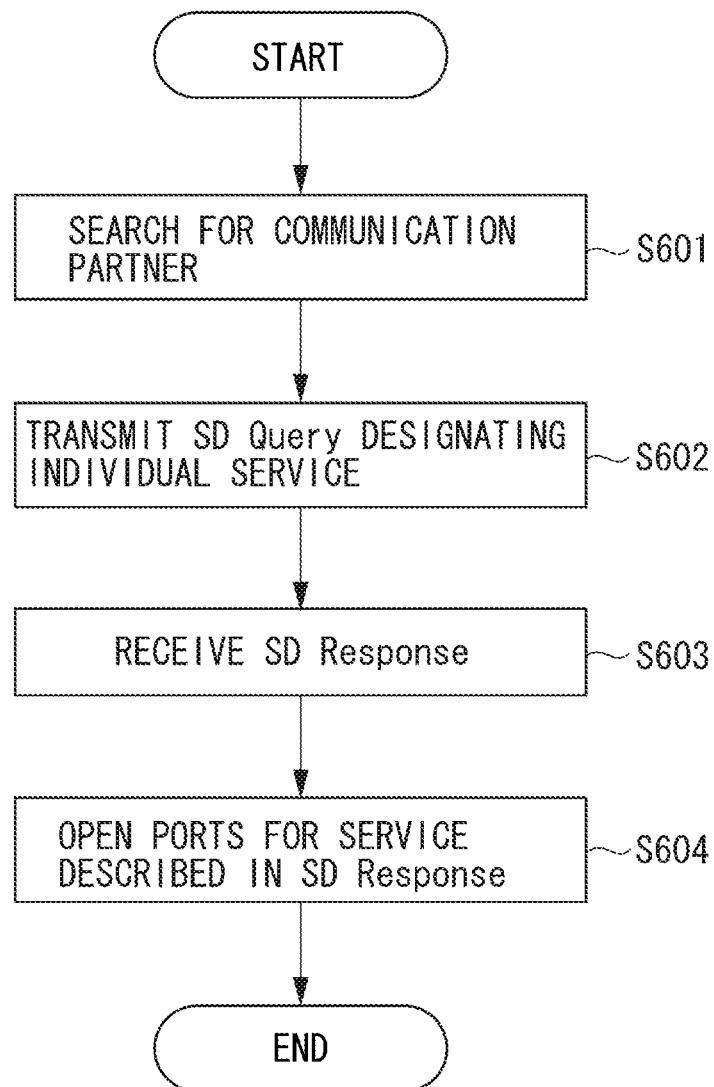 START
SEARCH FOR COMMUNICATION
PARTNER
S601
TRANSMIT SD Query DESIGNATING
INDIVIDUAL SERVICE
S602
RECEIVE SD Response
S603
OPEN PORTS FOR SERVICE
DESCRIBED IN SD Response
S604
END